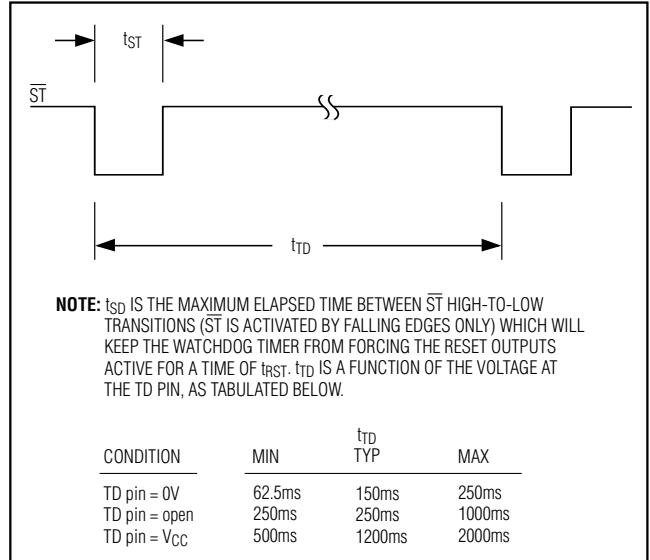 tST
ST
tTD
NOTE: tSD IS THE MAXIMUM ELAPSED TIME BETWEEN ST HIGH-TO-LOW
TRANSITIONS (ST IS ACTIVATED BY FALLING EDGES ONLY) WHICH WILL
KEEP THE WATCHDOG TIMER FROM FORCING THE RESET OUTPUTS
ACTIVE FOR A TIME OF tRST. tTD IS A FUNCTION OF THE VOLTAGE AT
THE TD PIN, AS TABULATED BELOW.
tTD
CONDITION MIN TYP MAX
TD pin = 0V 62.5ms 150ms 250ms
TD pin = open 250ms 250ms 1000ms
TD pin = VCC 500ms 1200ms 2000ms